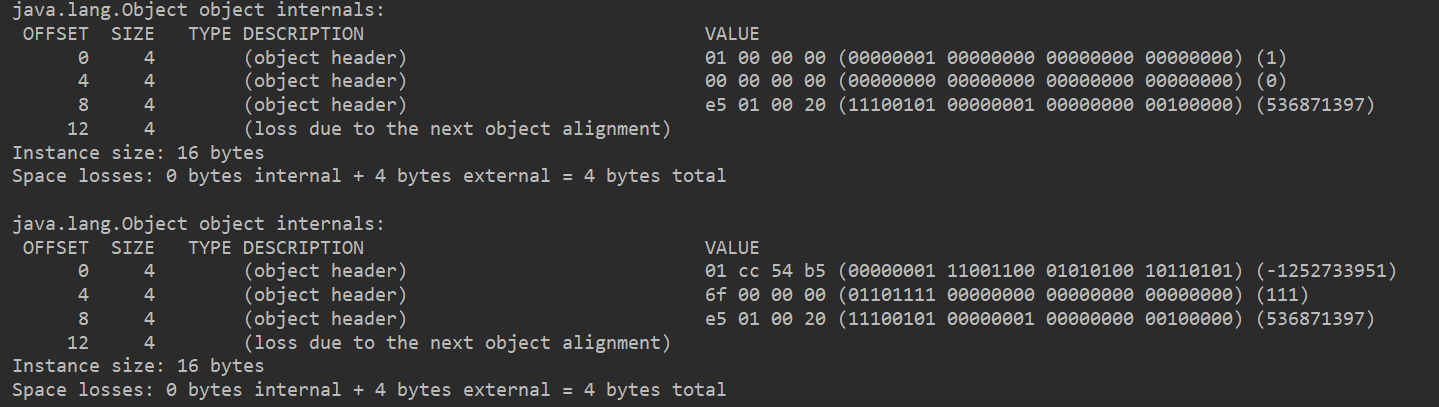 java.lang.Object object internals:
 OFFSET  SIZE   TYPE DESCRIPTION                               VALUE
      0     4        (object header)                           01 00 00 00 (00000001 00000000 00000000 00000000) (1)
      4     4        (object header)                           00 00 00 00 (00000000 00000000 00000000 00000000) (0)
      8     4        (object header)                           e5 01 00 20 (11100101 00000001 00000000 00100000) (536871397)
     12     4        (loss due to the next object alignment)
Instance size: 16 bytes
Space losses: 0 bytes internal + 4 bytes external = 4 bytes total

java.lang.Object object internals:
 OFFSET  SIZE   TYPE DESCRIPTION                               VALUE
      0     4        (object header)                           01 cc 54 b5 (00000001 11001100 01010100 10110101) (-1252733951)
      4     4        (object header)                           6f 00 00 00 (01101111 00000000 00000000 00000000) (111)
      8     4        (object header)                           e5 01 00 20 (11100101 00000001 00000000 00100000) (536871397)
     12     4        (loss due to the next object alignment)
Instance size: 16 bytes
Space losses: 0 bytes internal + 4 bytes external = 4 bytes total